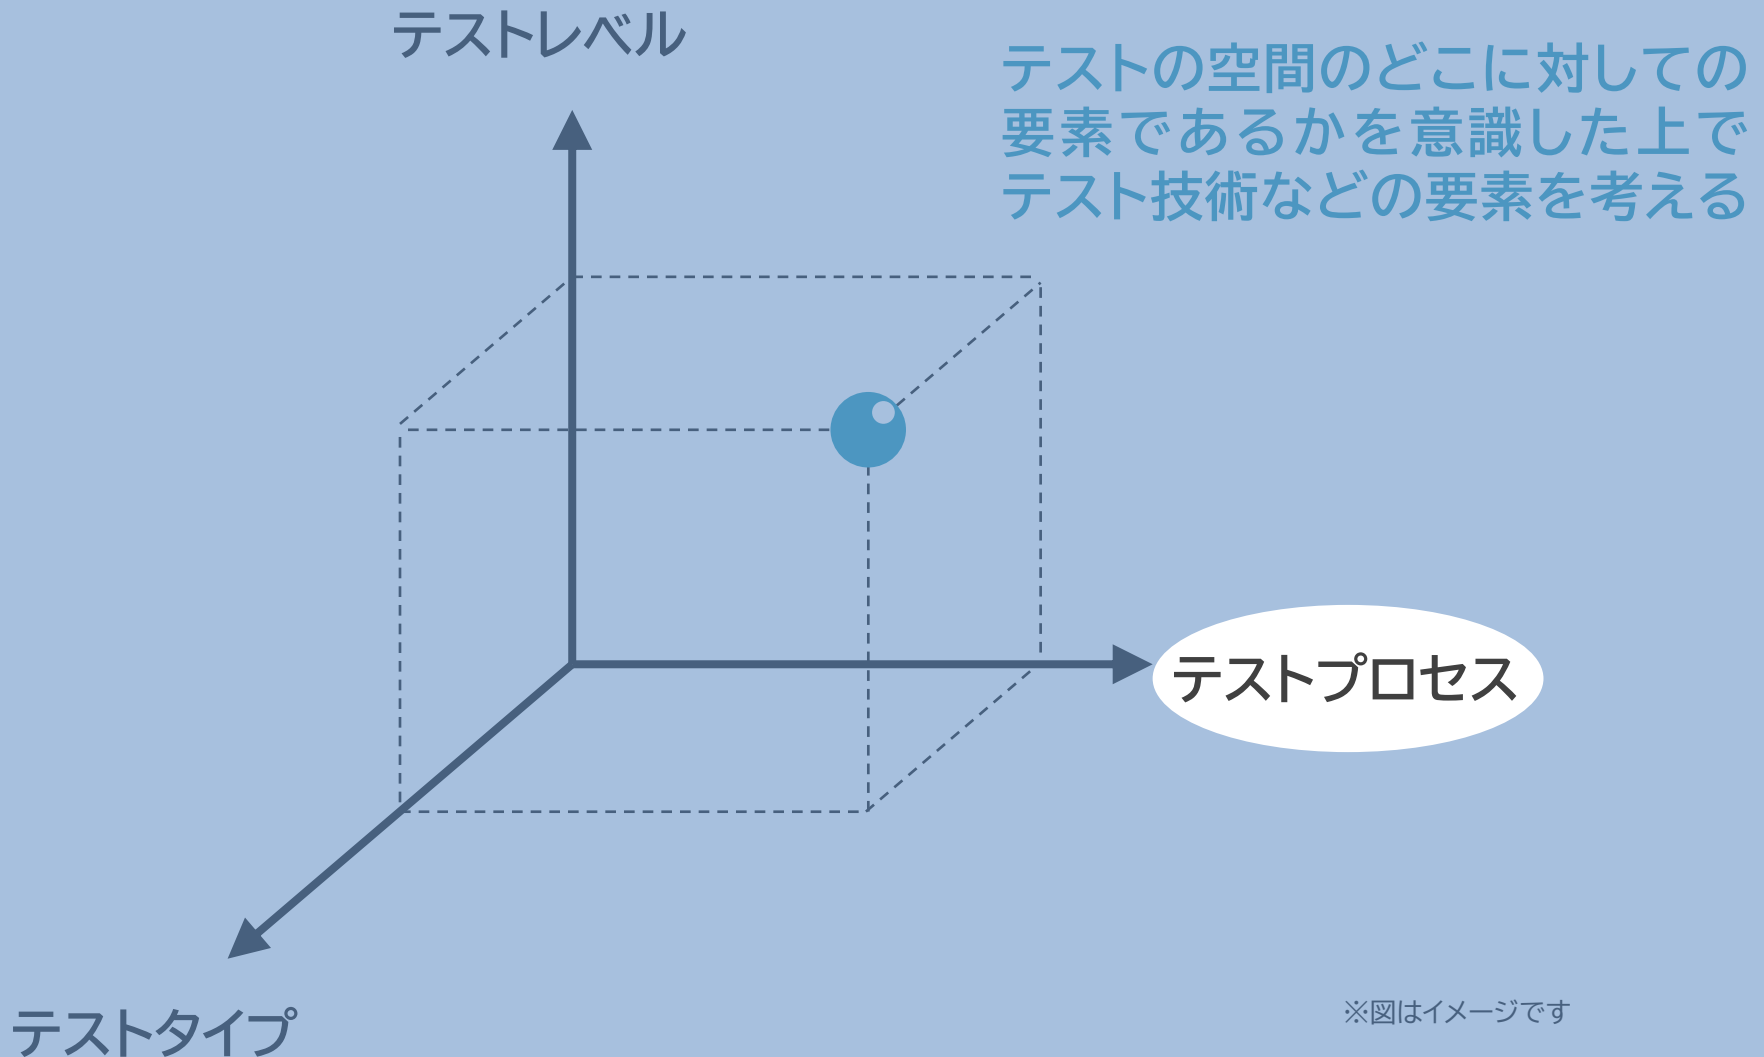 テストレベル
テストの空間のどこに対しての
要素であるかを意識した上で
テスト技術などの要素を考える
テストプロセス
テストタイプ
※図はイメージです